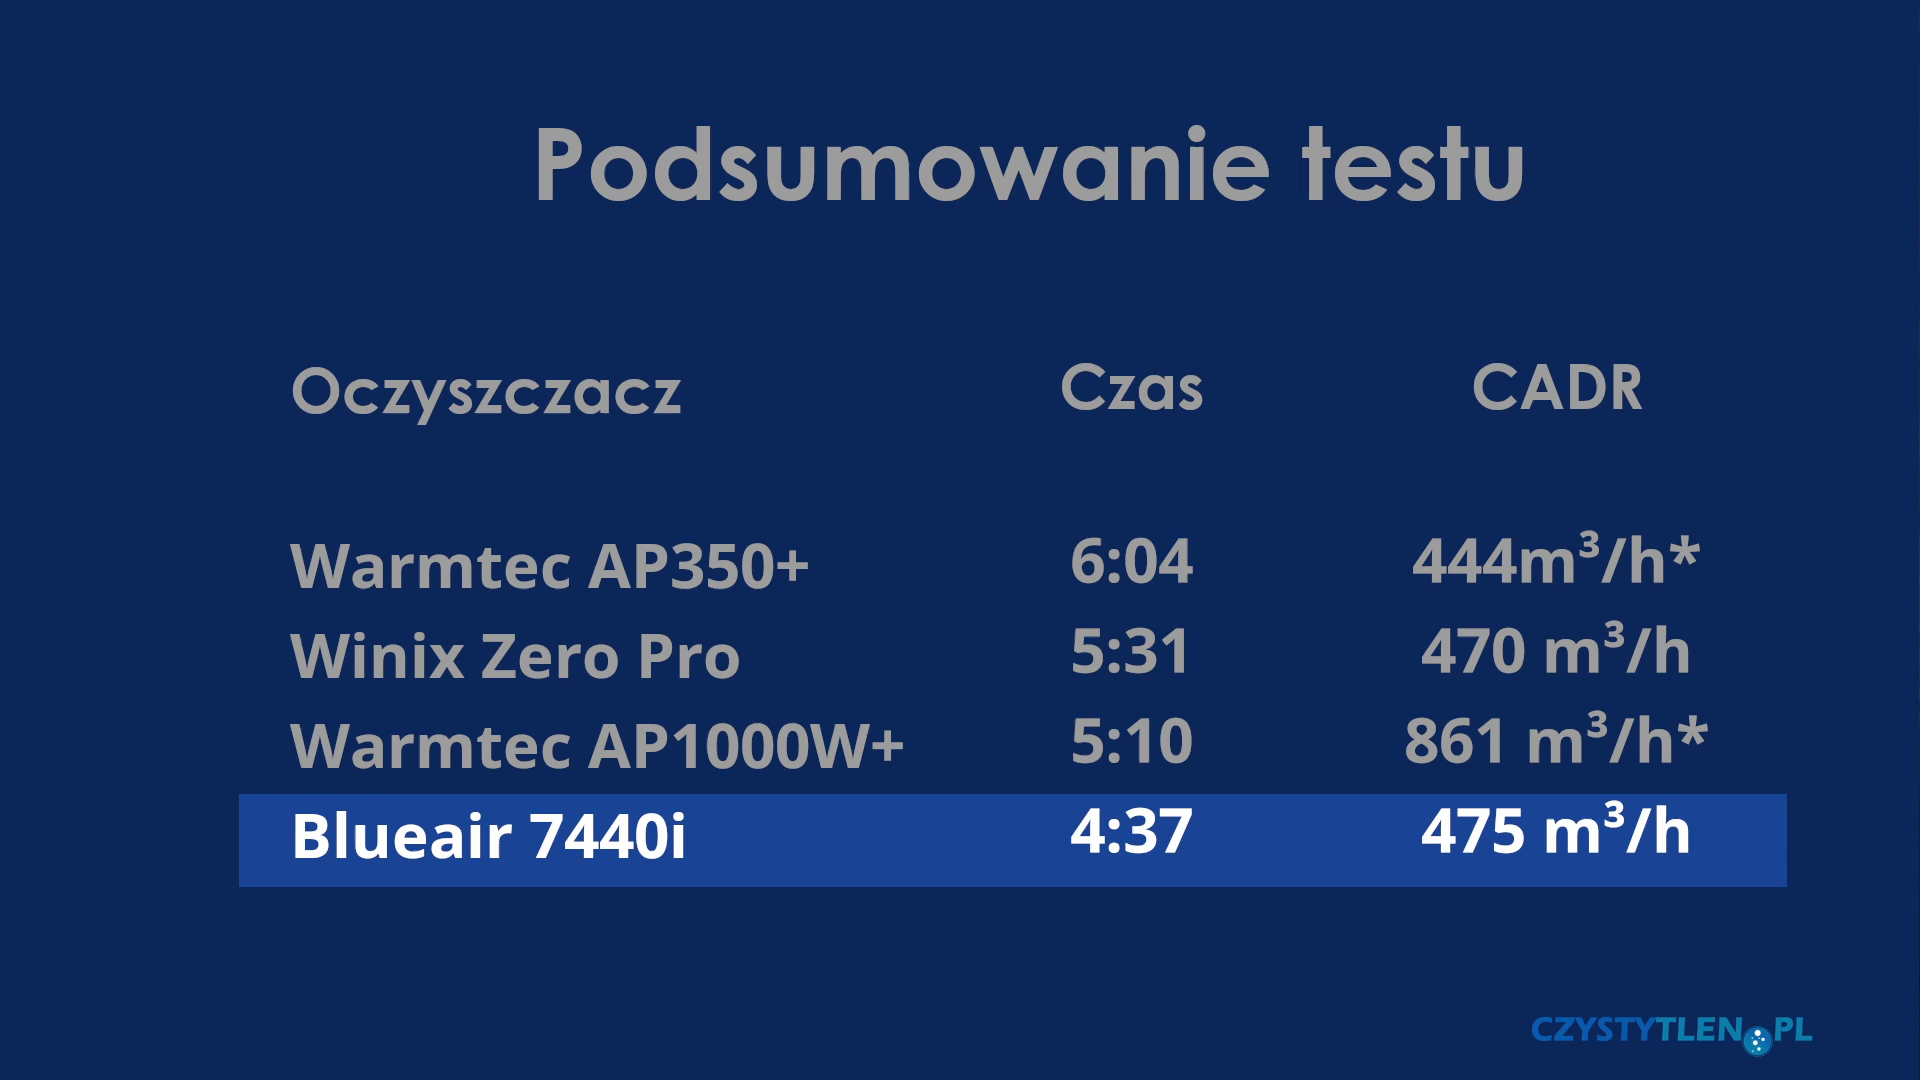 Podsumowanie testu
Oczyszczacz Czas CADR
Warmtec AP350+ 6:04 444m³/h*
Winix Zero Pro 5:31 470 m³/h
Warmtec AP1000W+ 5:10 861 m³/h*
Blueair 7440i 4:37 475 m³/h
CZYSTYTLEN.PL